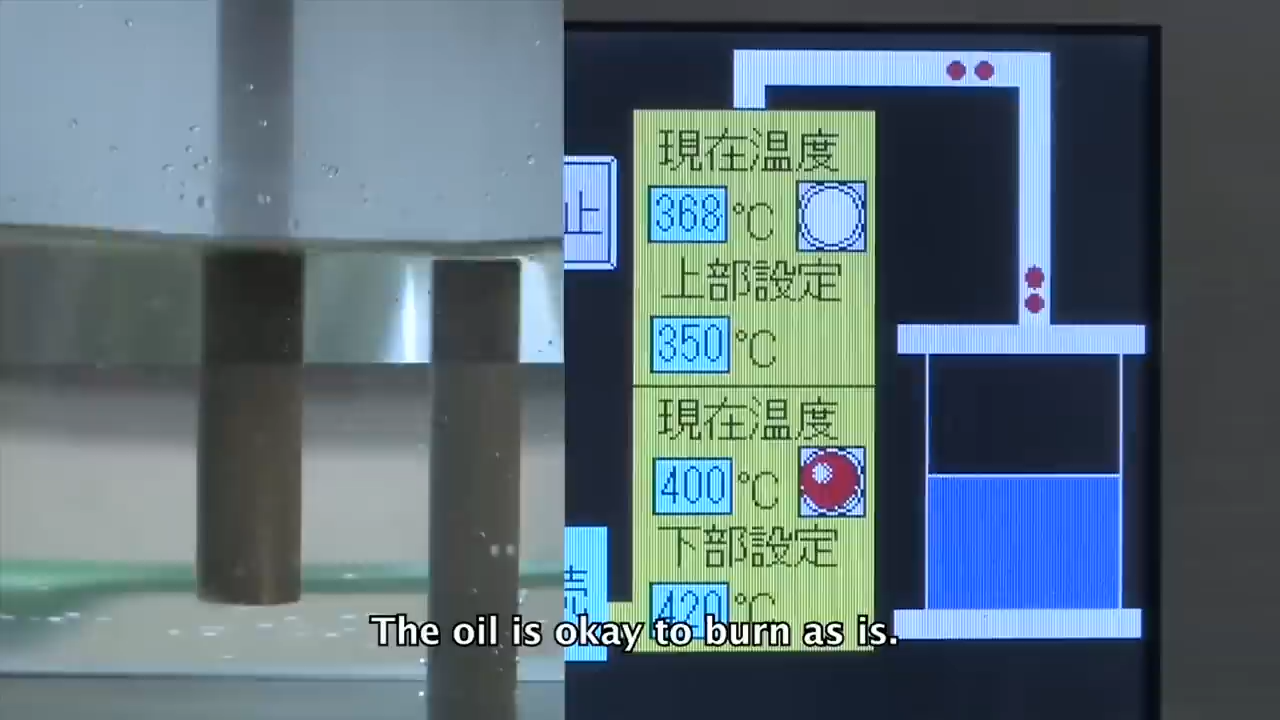 現在温度
368 °C
上部設定
350 °C
現在温度
400 °C
下部設定
420 °C
止
The oil is okay to burn as is.